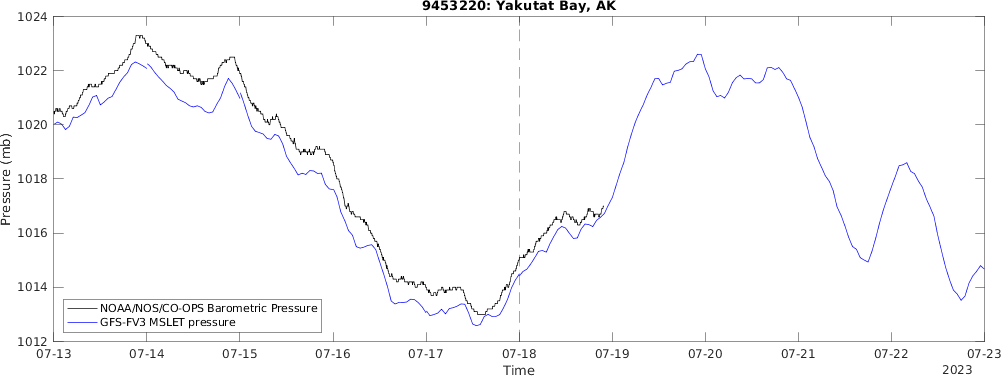 9453220: Yakutat Bay, AK
1024
1022
1020
1018
1016
1014
1012
Pressure (mb)
NOAA/NOS/CO-OPS Barometric Pressure
GFS-FV3 MSLET pressure
07-13 07-14 07-15 07-16 07-17 07-18 07-19 07-20 07-21 07-22 07-23
Time
2023